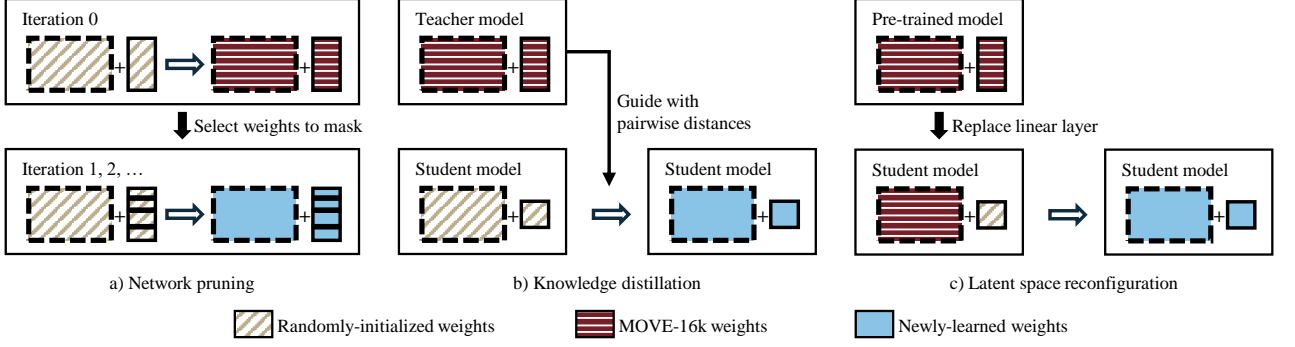 Iteration 0
+
+
Select weights to mask
Iteration 1, 2, …
+
+
a) Network pruning
Teacher model
+
Guide with
pairwise distances
Student model
+
Student model
+
b) Knowledge distillation
Pre-trained model
+
Replace linear layer
Student model
+
Student model
+
c) Latent space reconfiguration
Randomly-initialized weights
MOVE-16k weights
Newly-learned weights